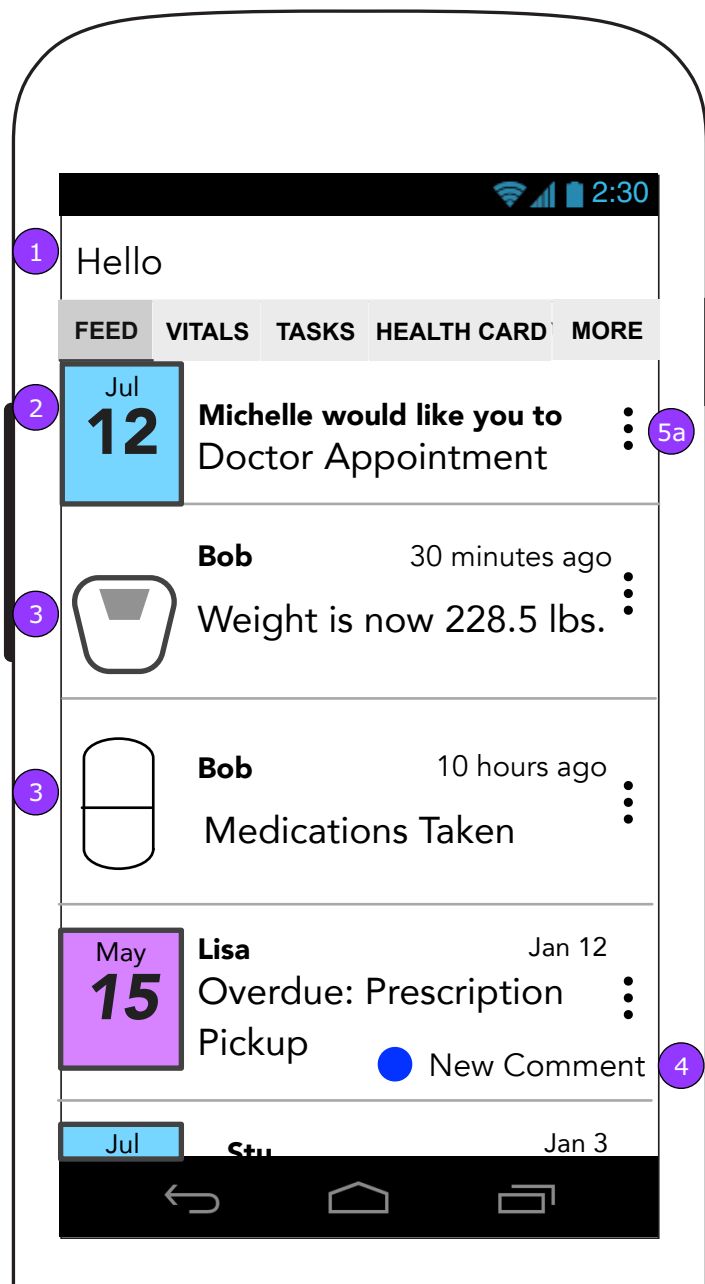 2:30
1
Hello
FEED VITALS TASKS HEALTH CARD MORE
2
Jul
12
Michelle would like you to
Doctor Appointment
5a
Bob 30 minutes ago
3
Weight is now 228.5 lbs.
Bob 10 hours ago
3
Medications Taken
May
15
Lisa Jan 12
Overdue: Prescription
Pickup
New Comment 4
Jul
Stu Jan 3